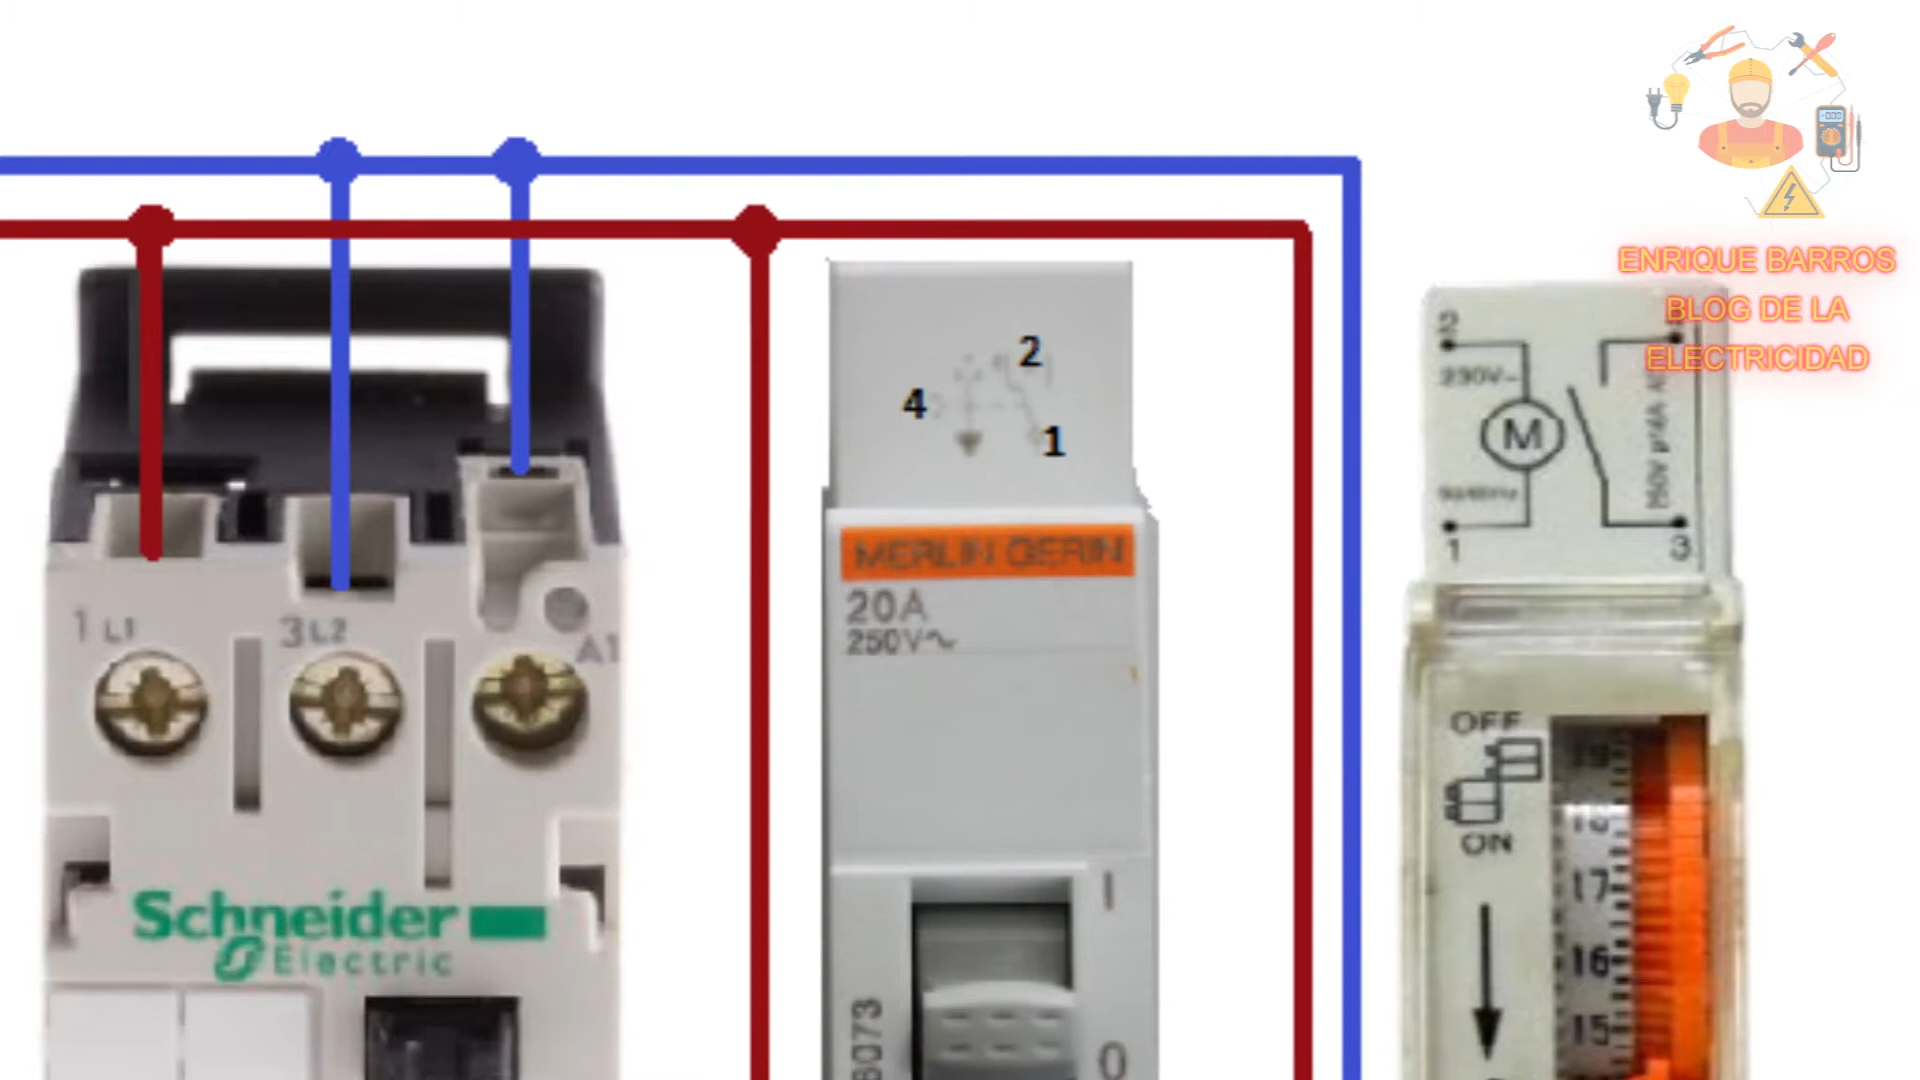 ENRIQUE BARROS
BLOG DE LA
ELECTRICIDAD
1 L1
3 L2
A1
Schneider
Electric
2
4
1
MERLIN GERIN
20A
250V~
I
0
2
230V~
M
1
3
OFF
ON
17
16
15